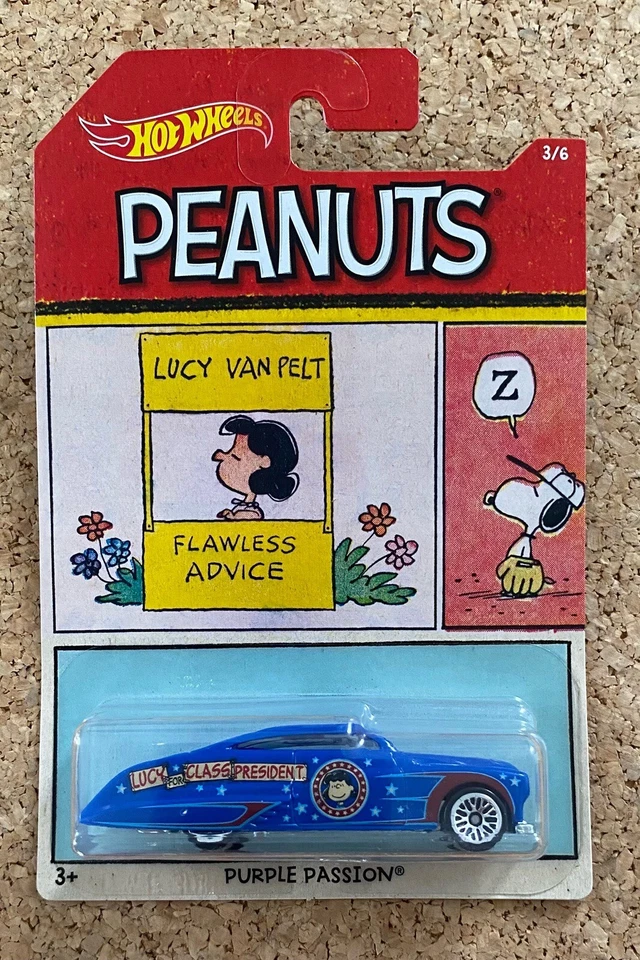 HOT WHEELS
3/6
PEANUTS®
LUCY VAN PELT
FLAWLESS
ADVICE
Z
LUCY FOR CLASS PRESIDENT.
3+
PURPLE PASSION®